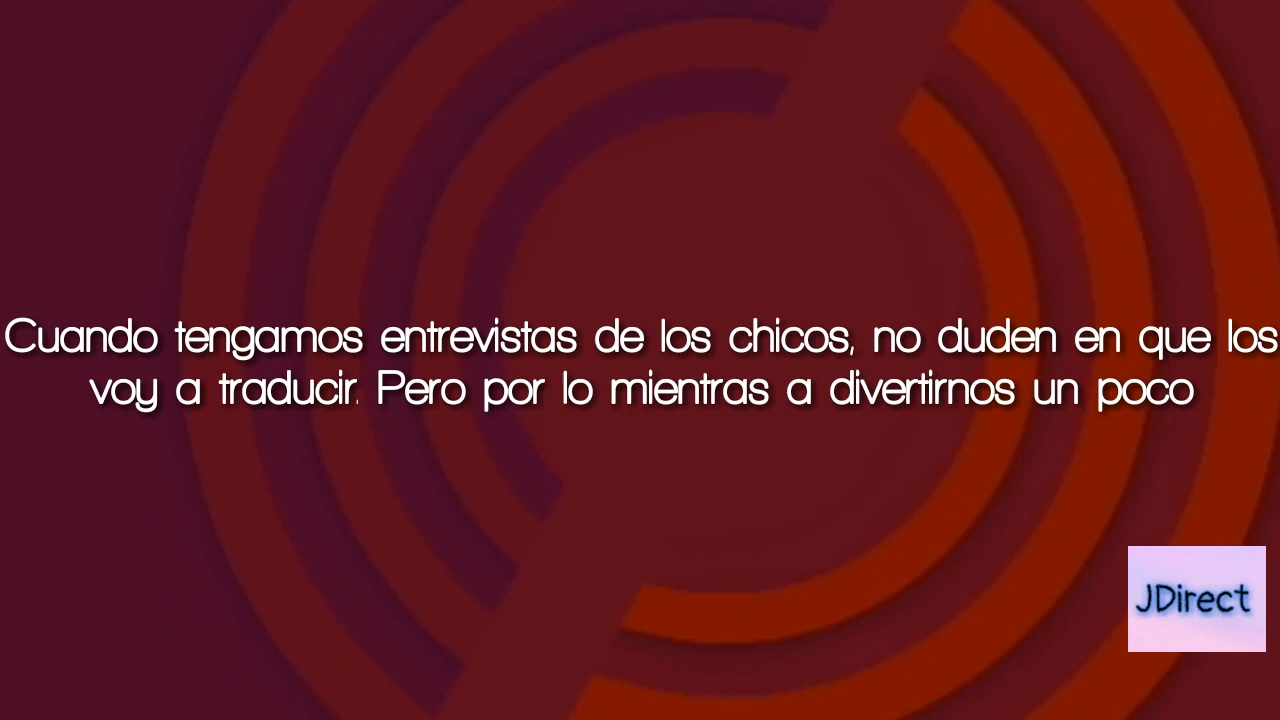 Cuando tengamos entrevistas de los chicos, no duden en que los
voy a traducir. Pero por lo mientras a divertirnos un poco
JDirect